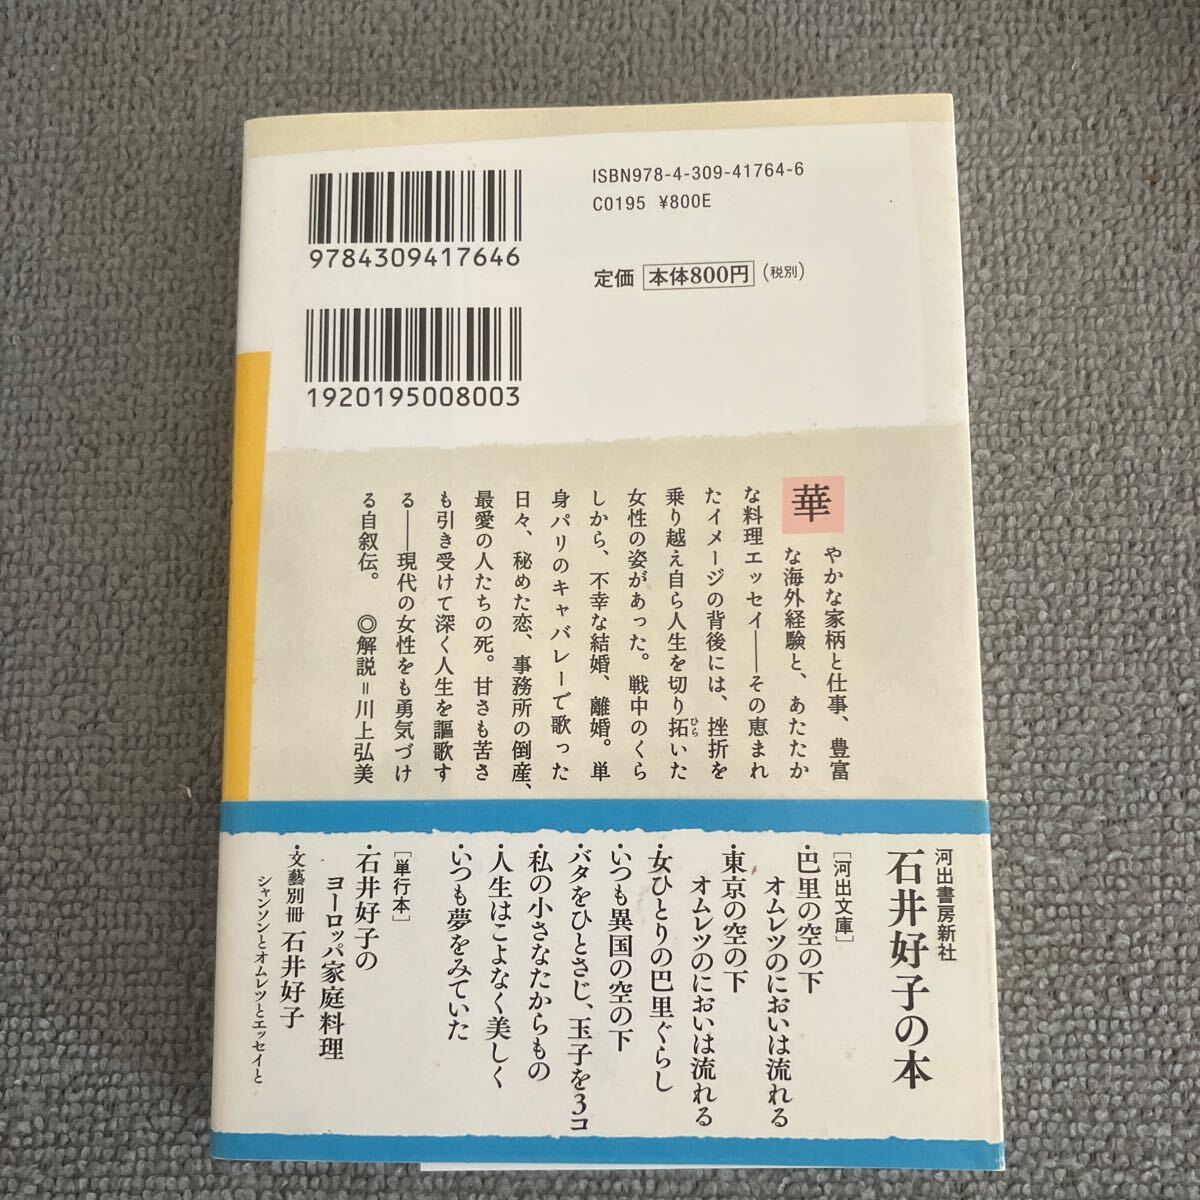 9784309417646
ISBN978-4-309-41764-6
C0195 ¥800E
定価 本体800円 (税別)
1920195008003
華
やかな家柄と仕事、豊富
な海外経験と、あたたか
な料理エッセイ——その恵まれ
たイメージの背後には、挫折を
乗り越え自ら人生を切り拓いた
ひら
女性の姿があった。戦中のくら
しから、不幸な結婚、離婚。単
身パリのキャバレーで歌った
日々、秘めた恋、事務所の倒産、
最愛の人たちの死。甘さも苦さ
も引き受けて深く人生を謳歌す
る——現代の女性をも勇気づけ
る自叙伝。 ◎解説=川上弘美
河出書房新社
石井好子の本
[河出文庫]
・巴里の空の下
オムレツのにおいは流れる
・東京の空の下
オムレツのにおいは流れる
・女ひとりの巴里ぐらし
・いつも異国の空の下
・バタをひとさじ、玉子を3コ
・私の小さなたからもの
・人生はこよなく美しく
・いつも夢をみていた
[単行本]
・石井好子の
ヨーロッパ家庭料理
・文藝別冊 石井好子
シャンソンとオムレツとエッセイと